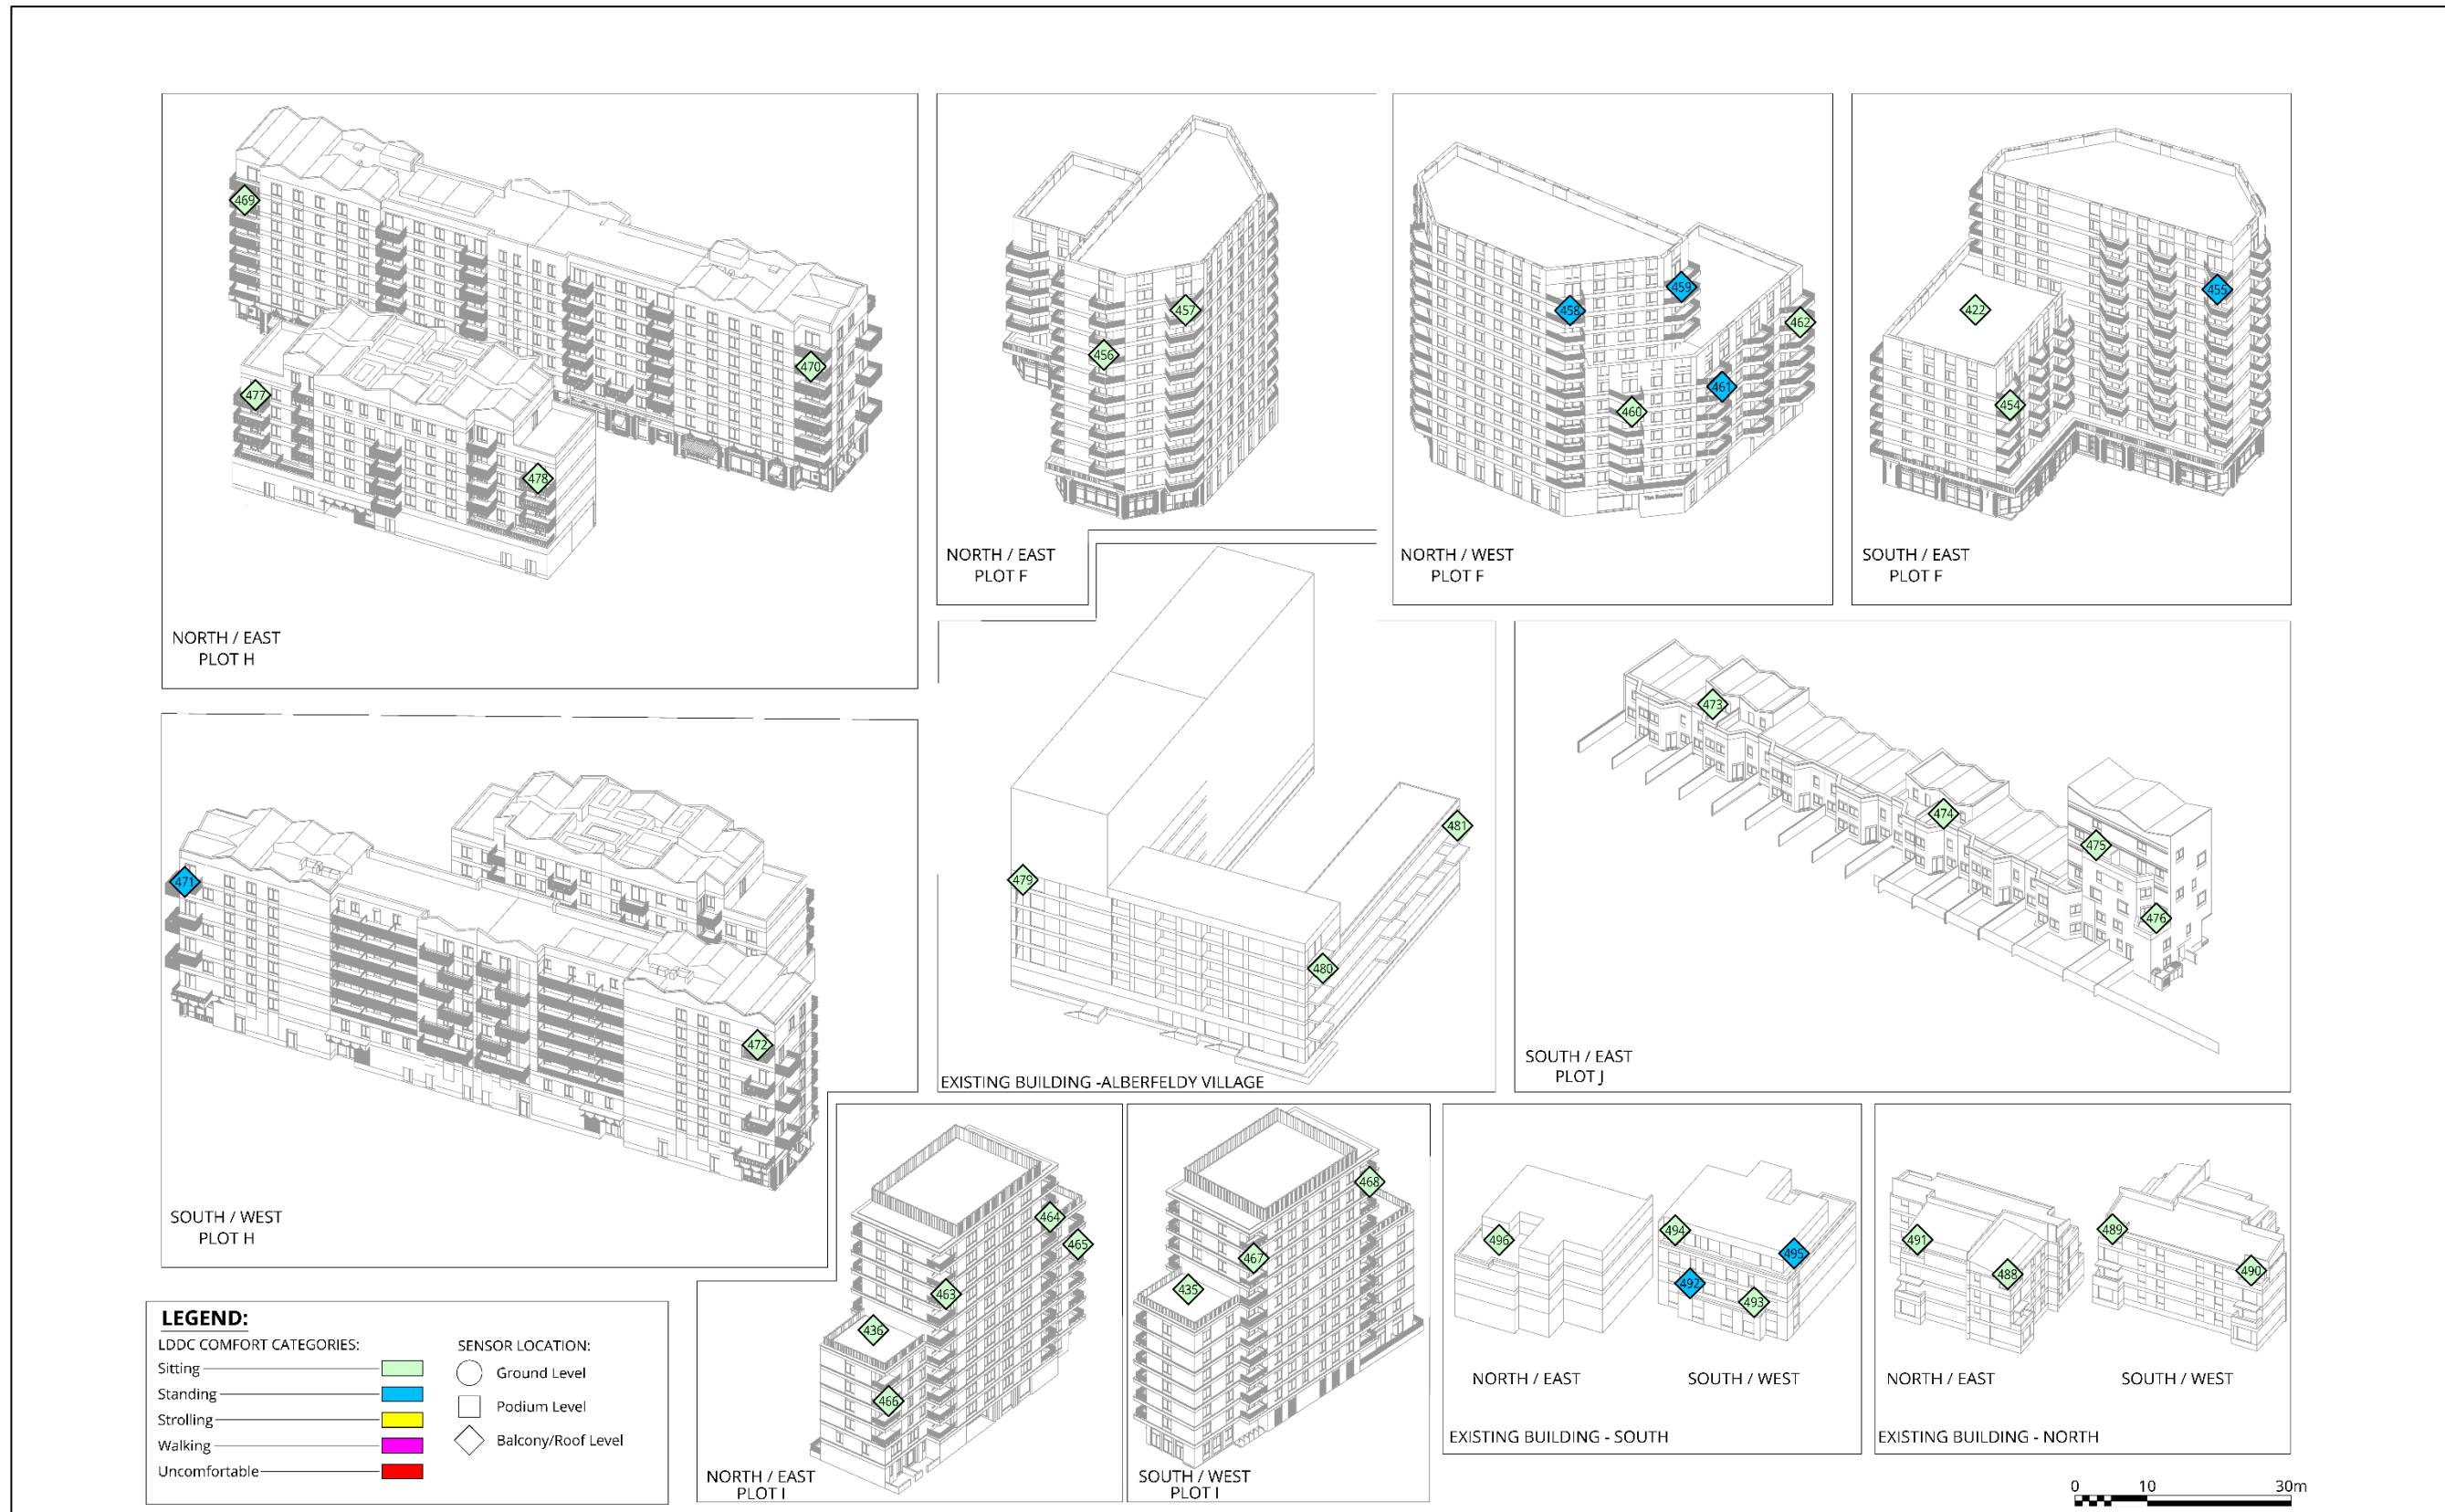 469
470
477
478
NORTH / EAST
PLOT H
457
456
NORTH / EAST
PLOT F
458
459
462
461
460
The Residence
NORTH / WEST
PLOT F
455
422
454
SOUTH / EAST
PLOT F
471
472
SOUTH / WEST
PLOT H
481
479
480
EXISTING BUILDING -ALBERFELDY VILLAGE
473
474
475
476
SOUTH / EAST
PLOT J
464
465
463
436
466
NORTH / EAST
PLOT I
468
467
435
SOUTH / WEST
PLOT I
496
494
495
492
493
NORTH / EAST
SOUTH / WEST
EXISTING BUILDING - SOUTH
491
488
489
490
NORTH / EAST
SOUTH / WEST
EXISTING BUILDING - NORTH
LEGEND:
LDDC COMFORT CATEGORIES:
Sitting
Standing
Strolling
Walking
Uncomfortable
SENSOR LOCATION:
Ground Level
Podium Level
Balcony/Roof Level
0 10 30m